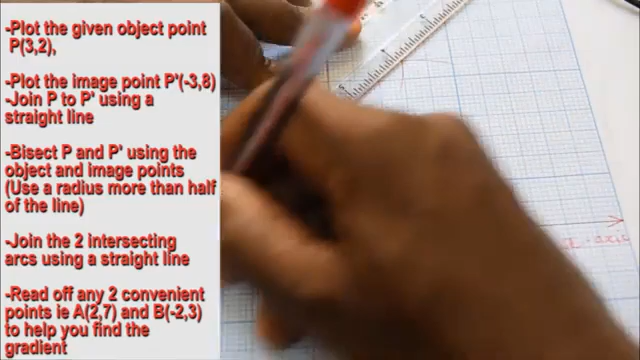 -Plot the given object point
P(3,2),
-Plot the image point P'(-3,8)
-Join P to P' using a
straight line
-Bisect P and P' using the
object and image points
(Use a radius more than half
of the line)
-Join the 2 intersecting
arcs using a straight line
-Read off any 2 convenient
points ie A(2,7) and B(-2,3)
to help you find the
gradient
x-axis